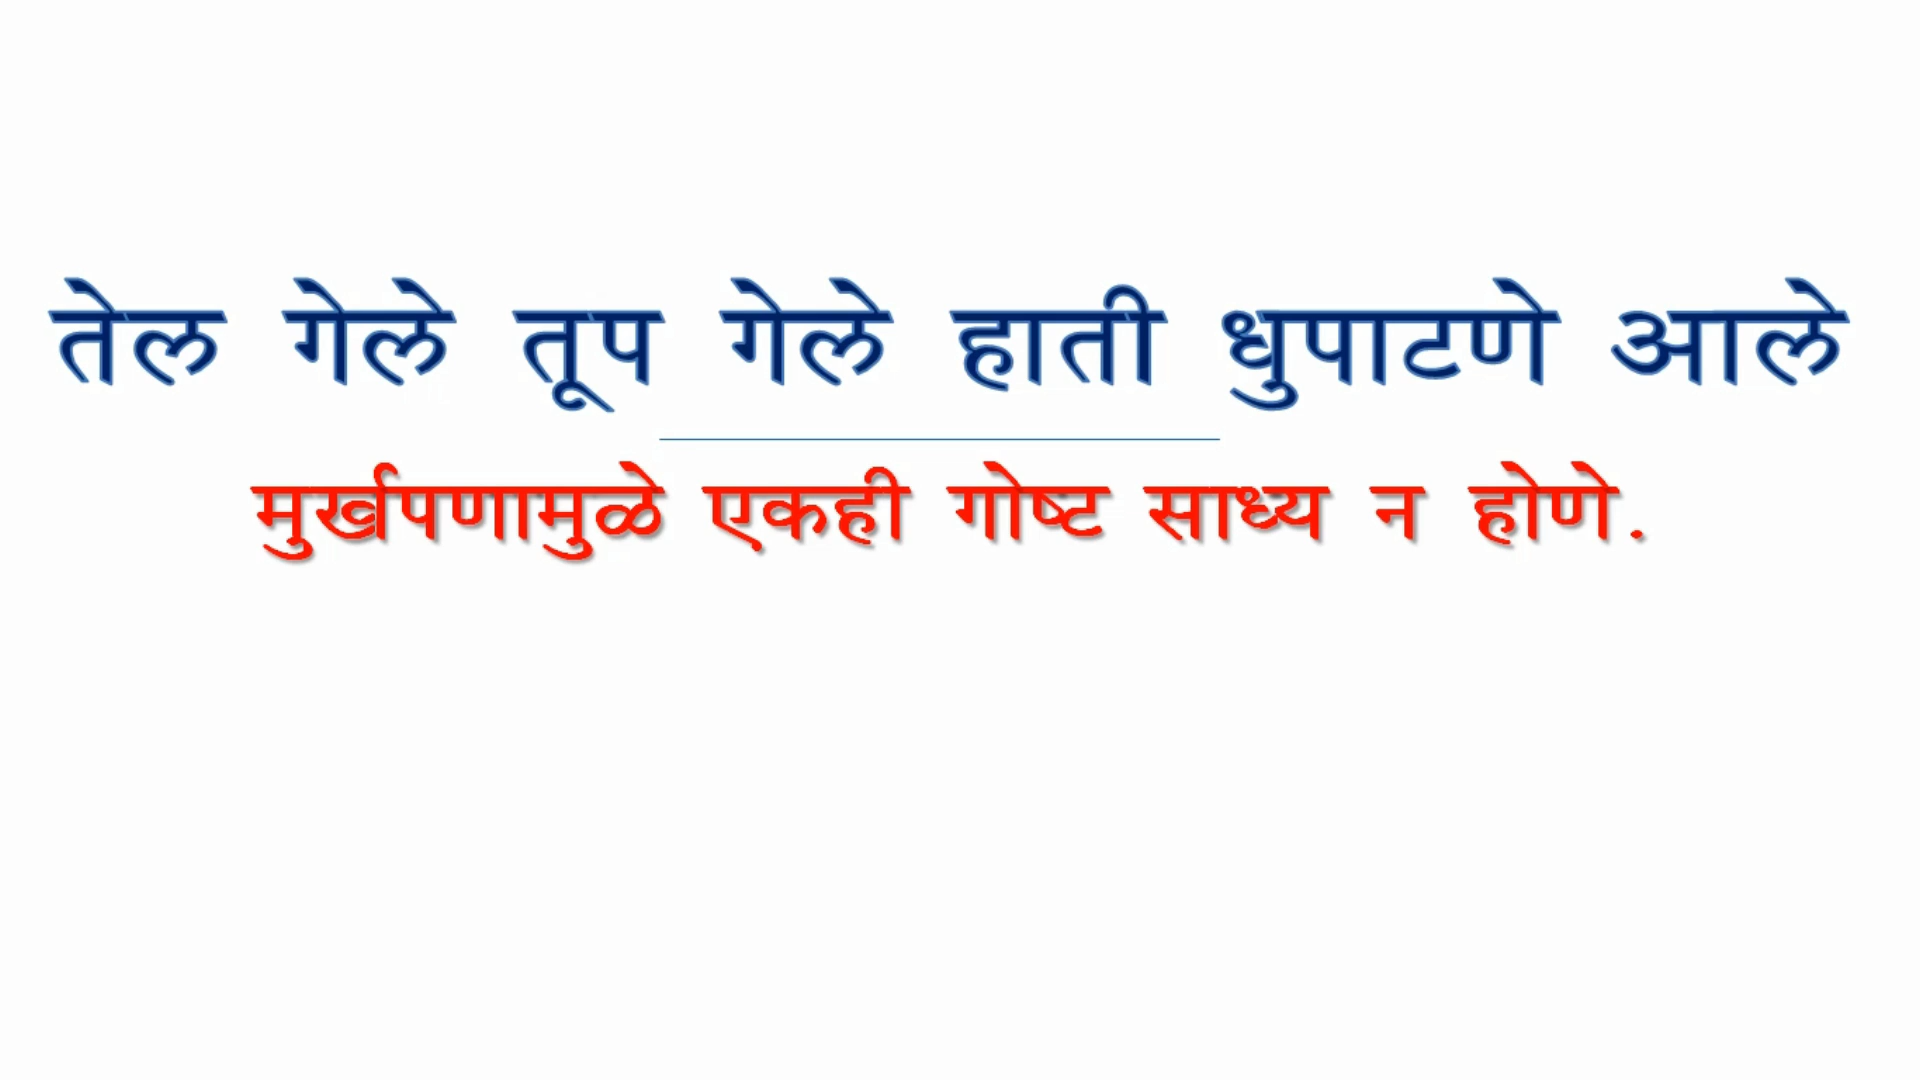 तेल गेले तूप गेले हाती धुपाटणे आले
मुर्खपणामुळे एकही गोष्ट साध्य न होणे.